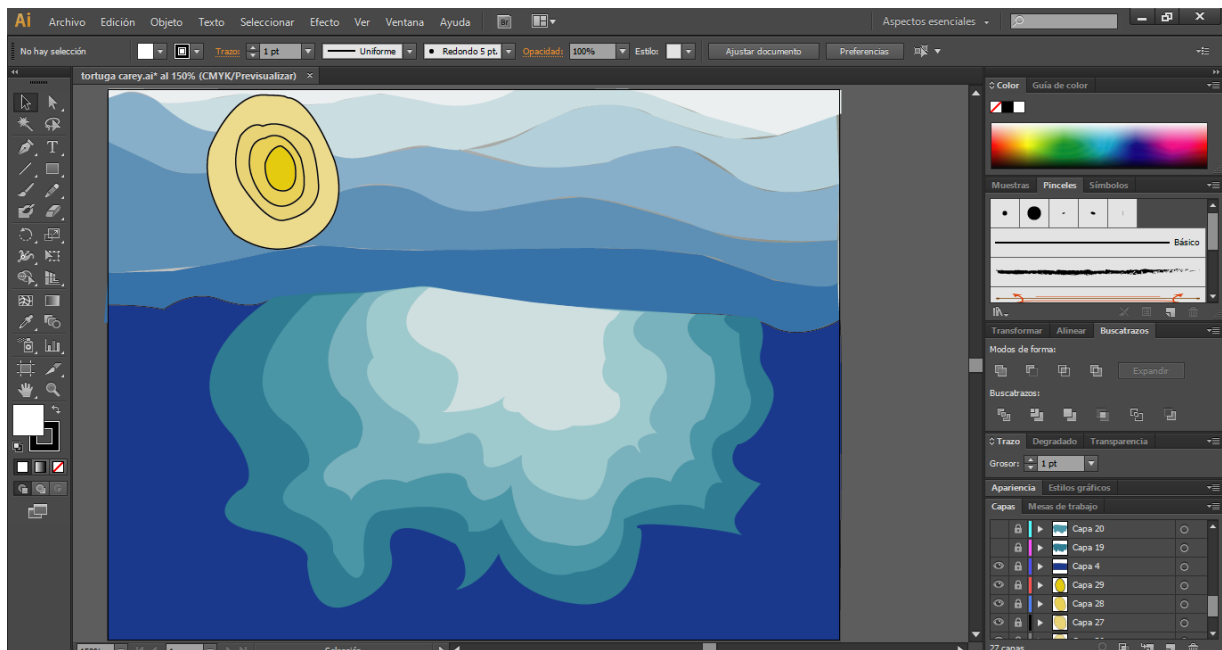 Ai Archivo Edición Objeto Texto Seleccionar Efecto Ver Ventana Ayuda Br Aspectos esenciales
No hay selección Trazo: 1 pt Uniforme Redondo 5 pt. Opacidad: 100% Estilo: Ajustar documento Preferencias
tortuga carey.ai* al 150% (CMYK/Previsualizar) ×
Color Guía de color
Muestras Pinceles Símbolos
Básico
Transformar Alinear Buscatrazos
Modos de forma:
Expandir
Buscatrazos:
Trazo Degradado Transparencia
Grosor: 1 pt
Apariencia Estilos gráficos
Capas Mesas de trabajo
Capa 20
Capa 19
Capa 4
Capa 29
Capa 28
Capa 27
27 capas
150% Selección